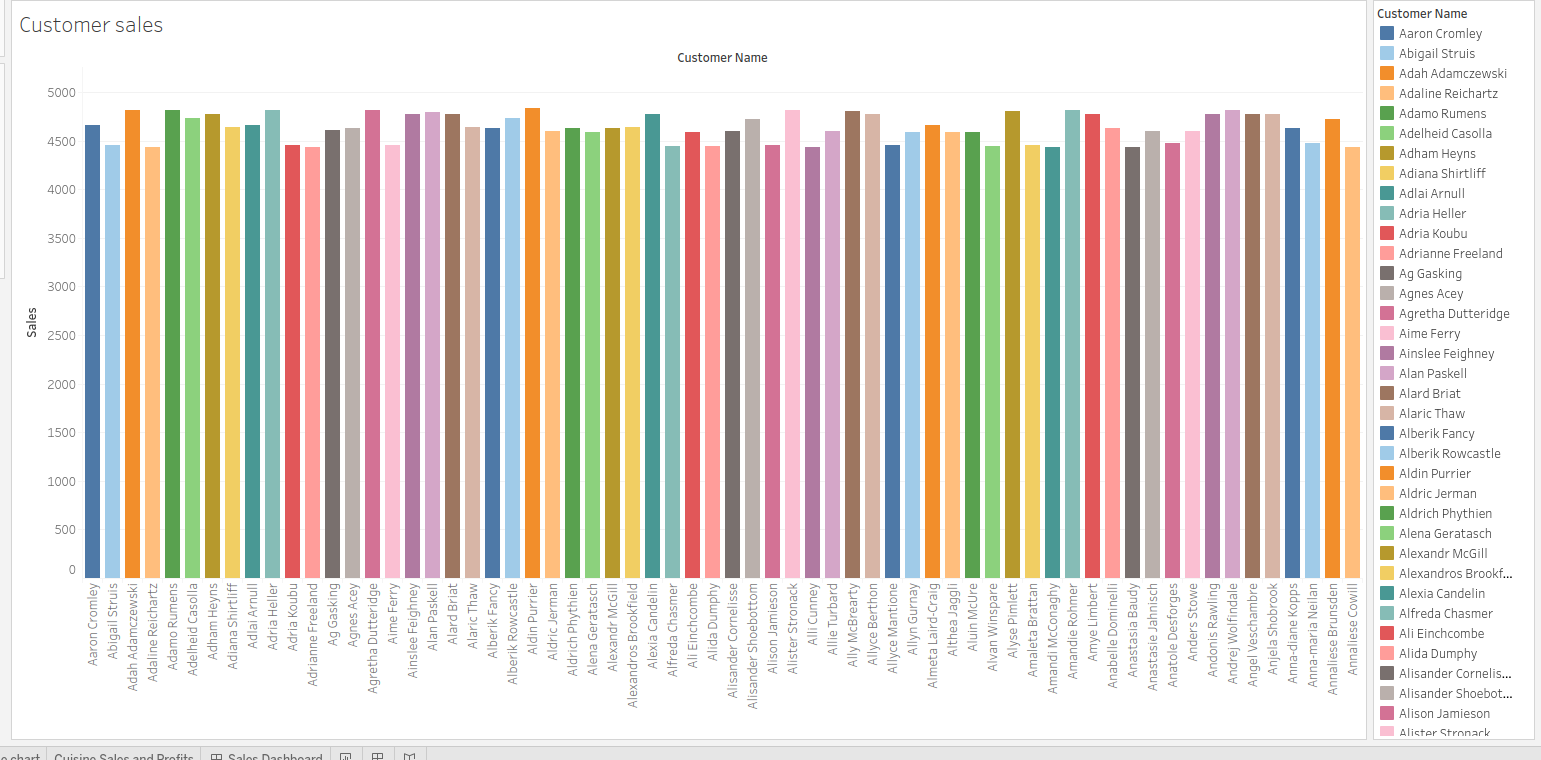 Customer sales
Customer Name
5000
4500
4000
3500
3000
2500
2000
1500
1000
500
0
Sales
Aaron Cromley
Abigail Struis
Adah Adamczewski
Adaline Reichartz
Adamo Rumens
Adelheid Casolla
Adham Heyns
Adiana Shirtliff
Adlai Arnull
Adria Heller
Adria Koubu
Adrianne Freeland
Ag Gasking
Agnes Acey
Agretha Dutteridge
Aime Ferry
Ainslee Feighney
Alan Paskell
Alard Briat
Alaric Thaw
Alberik Fancy
Alberik Rowcastle
Aldin Purrier
Aldric Jerman
Aldrich Phythien
Alena Geratasch
Alexandr McGill
Alexandros Brookfield
Alexia Candelin
Alfreda Chasmer
Ali Einchcombe
Alida Dumphy
Alisander Cornelisse
Alisander Shoebottom
Alison Jamieson
Alister Stronack
Alli Cunney
Allie Turbard
Ally McBrearty
Allyce Berthon
Allyce Mantione
Allyn Gurnay
Almeta Laird-Craig
Althea Jaggli
Aluin McUre
Alvan Winspare
Alyse Pimlett
Amaleta Brattan
Amandi McConaghy
Amandie Rohmer
Amye Limbert
Anabelle Dominelli
Anastasia Baudy
Anastasie Jahnisch
Anatole Desforges
Anders Stowe
Andonis Rawling
Andrej Wolfindale
Angel Veschambre
Anjela Shobrook
Anna-diane Kopps
Anna-maria Neilan
Annaliese Brunsden
Annaliese Cowill
Customer Name
Aaron Cromley
Abigail Struis
Adah Adamczewski
Adaline Reichartz
Adamo Rumens
Adelheid Casolla
Adham Heyns
Adiana Shirtliff
Adlai Arnull
Adria Heller
Adria Koubu
Adrianne Freeland
Ag Gasking
Agnes Acey
Agretha Dutteridge
Aime Ferry
Ainslee Feighney
Alan Paskell
Alard Briat
Alaric Thaw
Alberik Fancy
Alberik Rowcastle
Aldin Purrier
Aldric Jerman
Aldrich Phythien
Alena Geratasch
Alexandr McGill
Alexandros Brookf...
Alexia Candelin
Alfreda Chasmer
Ali Einchcombe
Alida Dumphy
Alisander Cornelis...
Alisander Shoebot...
Alison Jamieson
Alister Stronack
e chart
Cuisine Sales and Profits
Sales Dashboard